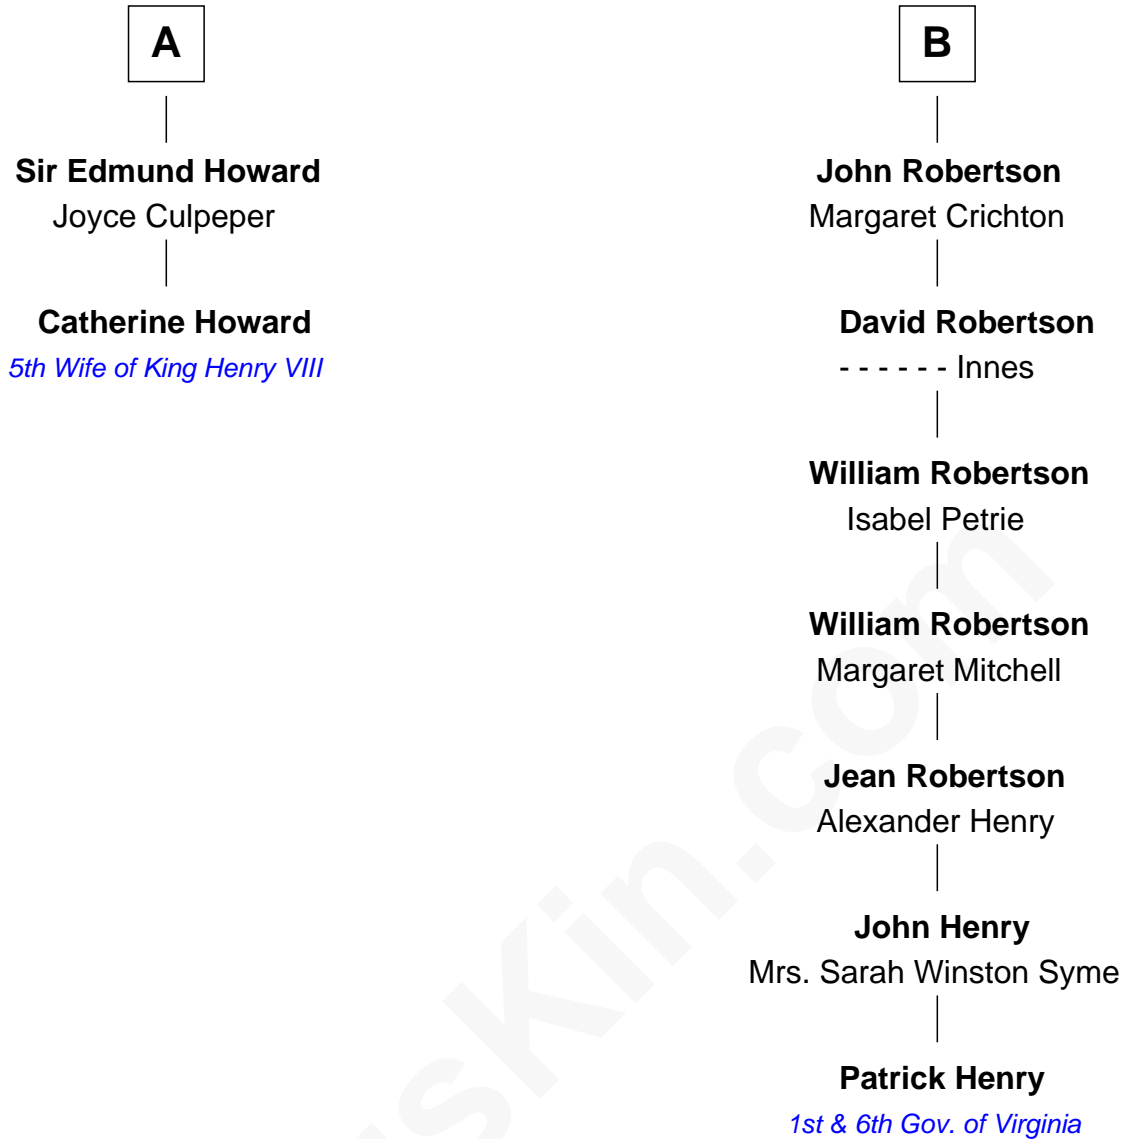 A
Sir Edmund Howard
Joyce Culpeper
Catherine Howard
5th Wife of King Henry VIII
B
John Robertson
Margaret Crichton
David Robertson
- - - - - - Innes
William Robertson
Isabel Petrie
William Robertson
Margaret Mitchell
Jean Robertson
Alexander Henry
John Henry
Mrs. Sarah Winston Syme
Patrick Henry
1st & 6th Gov. of Virginia
sKin.com